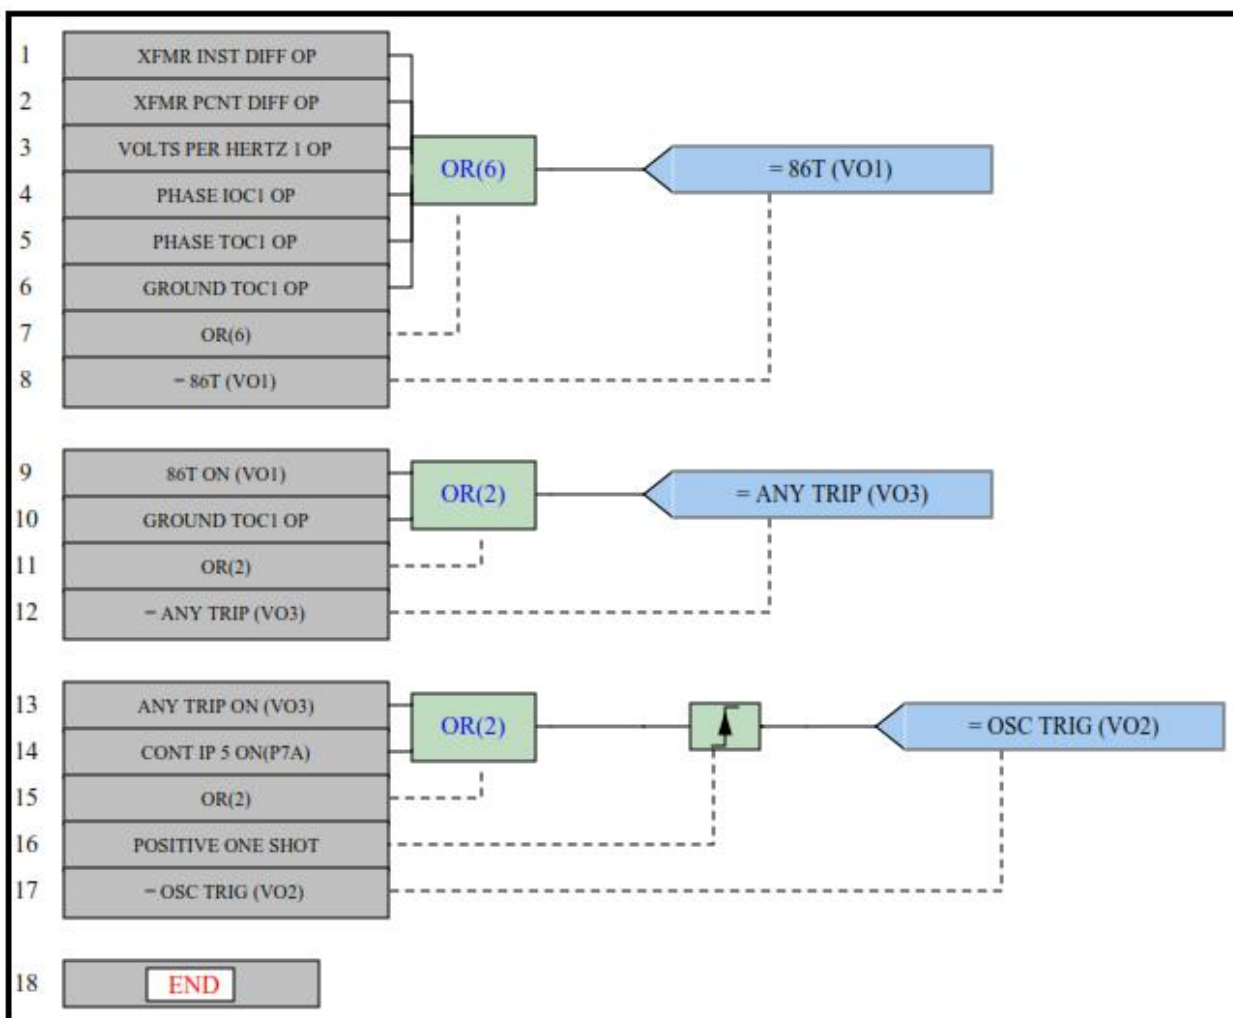 1 XFMR INST DIFF OP
2 XFMR PCNT DIFF OP
3 VOLTS PER HERTZ 1 OP
4 PHASE IOC1 OP
5 PHASE TOC1 OP
6 GROUND TOC1 OP
7 OR(6)
8 = 86T (VO1)
OR(6)
= 86T (VO1)
9 86T ON (VO1)
10 GROUND TOC1 OP
11 OR(2)
12 = ANY TRIP (VO3)
OR(2)
= ANY TRIP (VO3)
13 ANY TRIP ON (VO3)
14 CONT IP 5 ON(P7A)
15 OR(2)
16 POSITIVE ONE SHOT
17 = OSC TRIG (VO2)
OR(2)
= OSC TRIG (VO2)
18 END